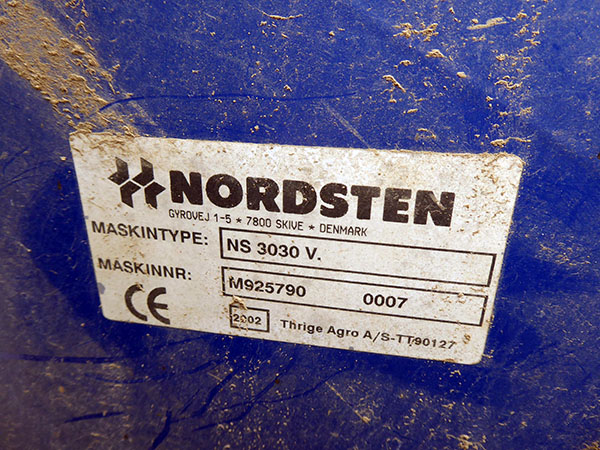 NORDSTEN
GYROVEJ 1-5 * 7800 SKIVE * DENMARK
MASKINTYPE: NS 3030 V.
MASKINNR: M925790 0007
CE 2002 Thrige Agro A/S-TT90127